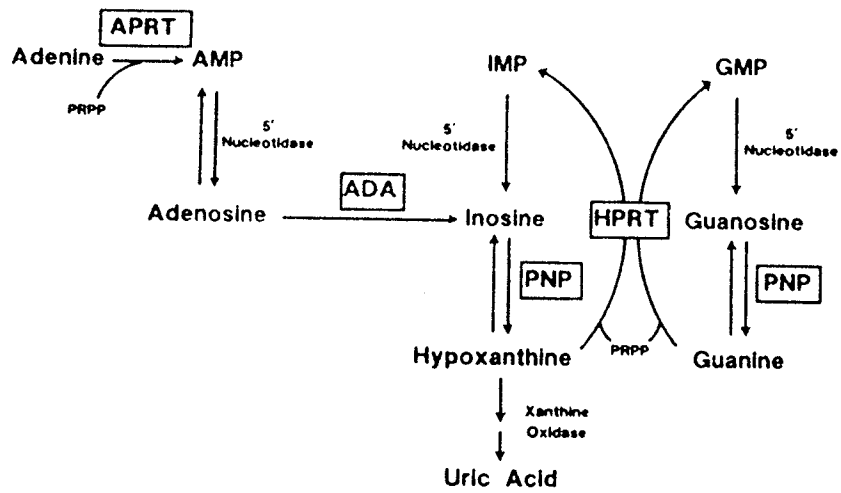 APRT
Adenine AMP IMP GMP
PRPP
5′ 5′ 5′
Nucleotidase Nucleotidase Nucleotidase
ADA
Adenosine Inosine HPRT Guanosine
PNP PNP
Hypoxanthine PRPP Guanine
Xanthine
Oxidase
Uric Acid